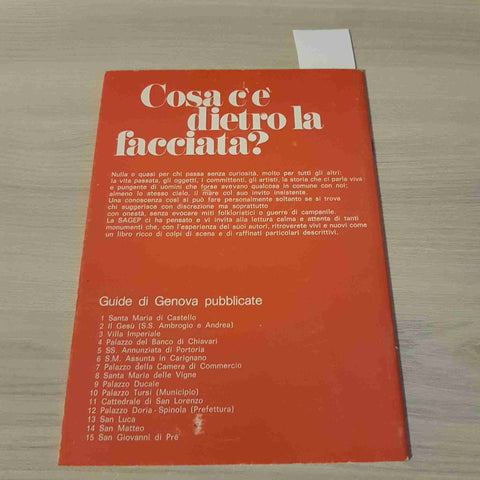 Cosa c'è
dietro la
facciata?
Nulla o quasi per chi passa senza curiosità, molto per tutti gli altri:
la vita passata, gli oggetti, i committenti, gli artisti, la storia che ci parla viva
e pungente di uomini che forse avevano qualcosa in comune con noi;
almeno lo stesso cielo, il mare col suo invito insistente.
Una conoscenza così si può fare personalmente soltanto se si trova
chi suggerisce con discrezione ma soprattutto
con onestà, senza evocare miti folkloristici o guerre di campanile.
La SAGEP ci ha pensato e vi invita alla lettura calma e attenta di tanti
monumenti che, con l'esperienza dei suoi autori, ritroverete vivi e nuovi come
un libro ricco di colpi di scena e di raffinati particolari descrittivi.
Guide di Genova pubblicate
1 Santa Maria di Castello
2 Il Gesù (S.S. Ambrogio e Andrea)
3 Villa Imperiale
4 Palazzo del Banco di Chiavari
5 SS. Annunziata di Portoria
6 S.M. Assunta in Carignano
7 Palazzo della Camera di Commercio
8 Santa Maria delle Vigne
9 Palazzo Ducale
10 Palazzo Tursi (Municipio)
11 Cattedrale di San Lorenzo
12 Palazzo Doria - Spinola (Prefettura)
13 San Luca
14 San Matteo
15 San Giovanni di Pré